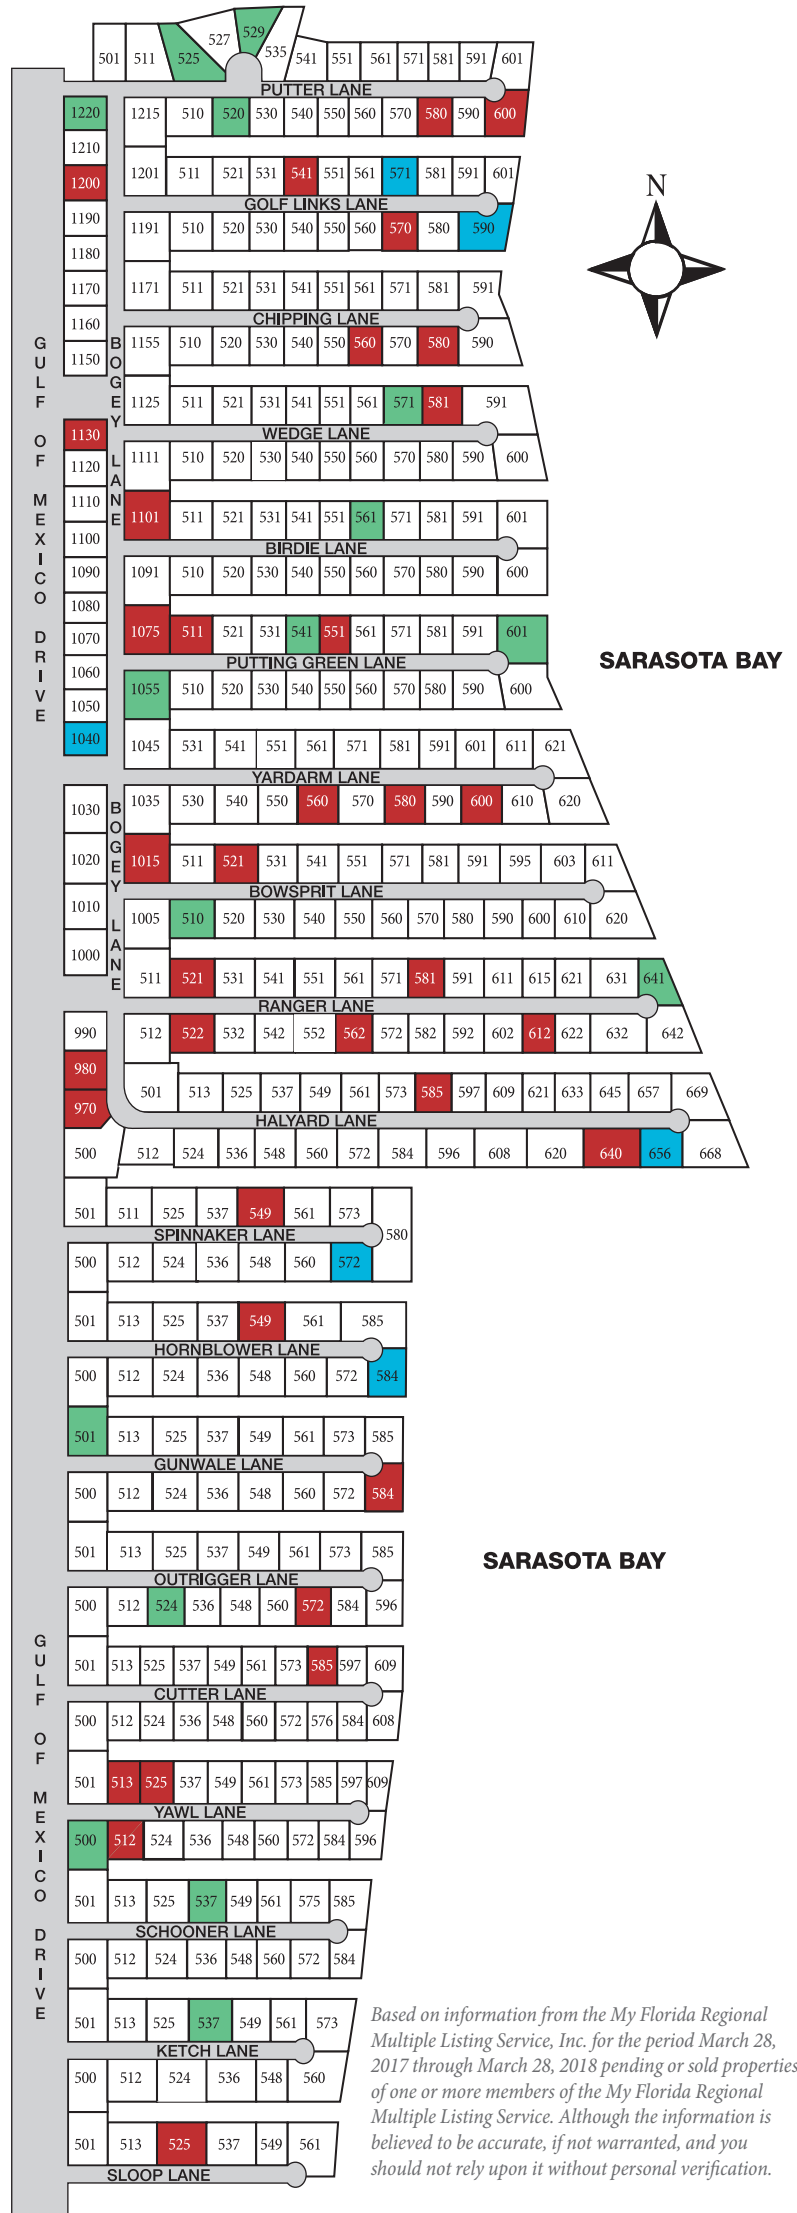 501 511 525 527 529 535 541 551 561 571 581 591 601
PUTTER LANE
1220 1215 510 520 530 540 550 560 570 580 590 600
1210
1200 1201 511 521 531 541 551 561 571 581 591 601
GOLF LINKS LANE
1190 1191 510 520 530 540 550 560 570 580 590
1180
1170 1171 511 521 531 541 551 561 571 581 591
CHIPPING LANE
1160
1150 1155 510 520 530 540 550 560 570 580 590
1125 511 521 531 541 551 561 571 581 591
WEDGE LANE
1130
1120 1111 510 520 530 540 550 560 570 580 590 600
1110
1100 1101 511 521 531 541 551 561 571 581 591 601
BIRDIE LANE
1090 1091 510 520 530 540 550 560 570 580 590 600
1080
1070 1075 511 521 531 541 551 561 571 581 591 601
PUTTING GREEN LANE
1060
1050 1055 510 520 530 540 550 560 570 580 590 600
1040 1045 531 541 551 561 571 581 591 601 611 621
YARDARM LANE
1030 1035 530 540 550 560 570 580 590 600 610 620
1020 1015 511 521 531 541 551 571 581 591 595 603 611
BOWSPRIT LANE
1010 1005 510 520 530 540 550 560 570 580 590 600 610 620
1000
511 521 531 541 551 561 571 581 591 611 615 621 631 641
RANGER LANE
990 512 522 532 542 552 562 572 582 592 602 612 622 632 642
980
970 501 513 525 537 549 561 573 585 597 609 621 633 645 657 669
HALYARD LANE
500 512 524 536 548 560 572 584 596 608 620 640 656 668
501 511 525 537 549 561 573 580
SPINNAKER LANE
500 512 524 536 548 560 572
501 513 525 537 549 561 585
HORNBLOWER LANE
500 512 524 536 548 560 572 584
501 513 525 537 549 561 573 585
GUNWALE LANE
500 512 524 536 548 560 572 584
501 513 525 537 549 561 573 585
OUTRIGGER LANE
500 512 524 536 548 560 572 584 596
501 513 525 537 549 561 573 585 597 609
CUTTER LANE
500 512 524 536 548 560 572 576 584 608
501 513 525 537 549 561 573 585 597 609
YAWL LANE
500 512 524 536 548 560 572 584 596
501 513 525 537 549 561 575 585
SCHOONER LANE
500 512 524 536 548 560 572 584
501 513 525 537 549 561 573
KETCH LANE
500 512 524 536 548 560
501 513 525 537 549 561
SLOOP LANE
GULF OF MEXICO DRIVE
BOGEY LANE
BOGEY LANE
GULF OF MEXICO DRIVE
N
SARASOTA BAY
SARASOTA BAY
Based on information from the My Florida Regional
Multiple Listing Service, Inc. for the period March 28,
2017 through March 28, 2018 pending or sold properties
of one or more members of the My Florida Regional
Multiple Listing Service. Although the information is
believed to be accurate, if not warranted, and you
should not rely upon it without personal verification.